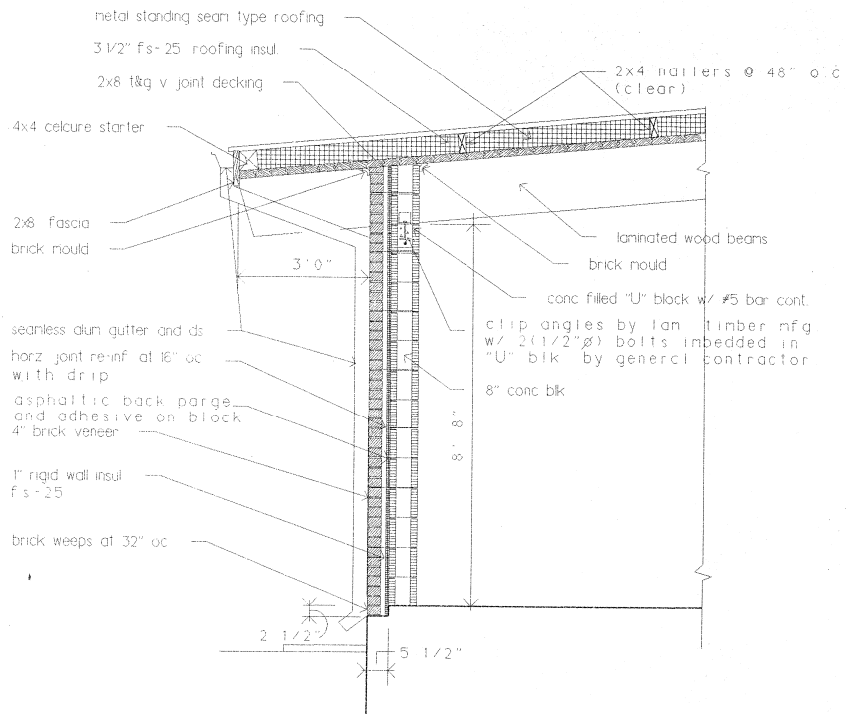 metal standing seam type roofing
3 1/2" fs-25 roofing insul.
2x8 t&g v joint decking
2x4 nailers @ 48" o c
(clear)
4x4 celcure starter
2x8 fascia
brick mould
laminated wood beams
brick mould
3'0"
conc filled "U" block w/ #5 bar cont.
seamless alum gutter and ds
clip angles by lam timber mfg
w/ 2(1/2"Ø) bolts imbedded in
"U" blk by general contractor
horz joint re-inf at 16" oc
with drip
8" conc blk
asphaltic back parge
and adhesive on block
4" brick veneer
8'8"
1" rigid wall insul
fs-25
brick weeps at 32" oc
2 1/2"
5 1/2"